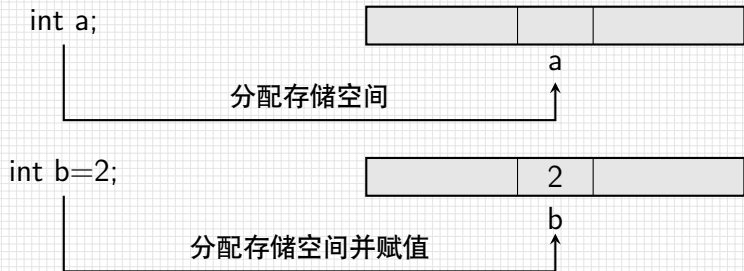 int a;
a
分配存储空间
int b=2;
2
b
分配存储空间并赋值